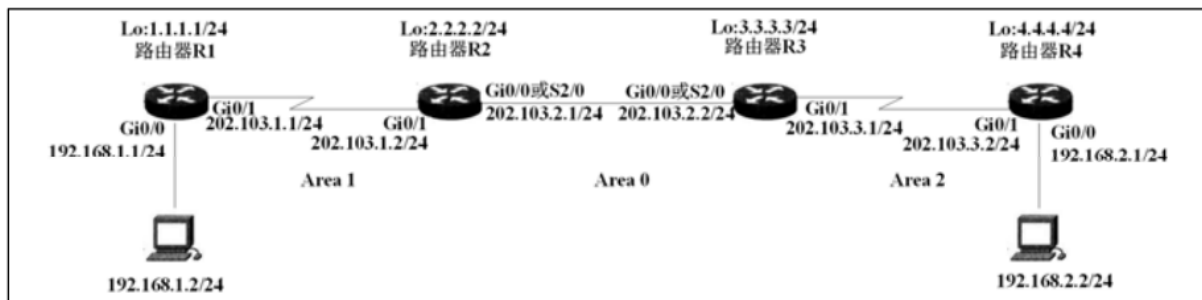 Lo:1.1.1.1/24
路由器R1
Lo:2.2.2.2/24
路由器R2
Lo:3.3.3.3/24
路由器R3
Lo:4.4.4.4/24
路由器R4
Gi0/0
192.168.1.1/24
Gi0/1
202.103.1.1/24
Gi0/1
202.103.1.2/24
Gi0/0或S2/0
202.103.2.1/24
Gi0/0或S2/0
202.103.2.2/24
Gi0/1
202.103.3.1/24
Gi0/1
202.103.3.2/24
Gi0/0
192.168.2.1/24
Area 1
Area 0
Area 2
192.168.1.2/24
192.168.2.2/24